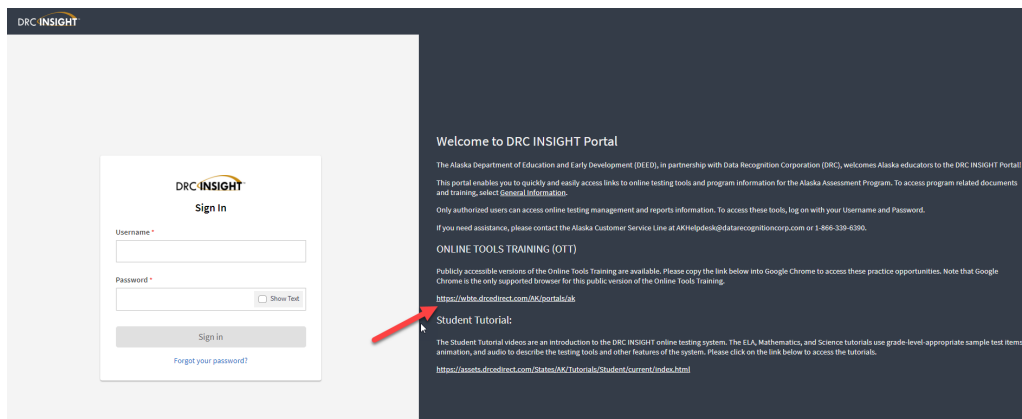 DRC INSIGHT
DRC INSIGHT
Sign In
Username *
Password *
Show Text
Sign in
Forgot your password?
Welcome to DRC INSIGHT Portal
The Alaska Department of Education and Early Development (DEED), in partnership with Data Recognition Corporation (DRC), welcomes Alaska educators to the DRC INSIGHT Portal!
This portal enables you to quickly and easily access links to online testing tools and program information for the Alaska Assessment Program. To access program related documents
and training, select General Information.
Only authorized users can access online testing management and reports information. To access these tools, log on with your Username and Password.
If you need assistance, please contact the Alaska Customer Service Line at AKHelpdesk@datarecognitioncorp.com or 1-866-339-6390.
ONLINE TOOLS TRAINING (OTT)
Publicly accessible versions of the Online Tools Training are available. Please copy the link below into Google Chrome to access these practice opportunities. Note that Google
Chrome is the only supported browser for this public version of the Online Tools Training.
https://wbte.drcedirect.com/AK/portals/ak
Student Tutorial:
The Student Tutorial videos are an introduction to the DRC INSIGHT online testing system. The ELA, Mathematics, and Science tutorials use grade-level-appropriate sample test items,
animation, and audio to describe the testing tools and other features of the system. Please click on the link below to access the tutorials.
https://assets.drcedirect.com/States/AK/Tutorials/Student/current/index.html